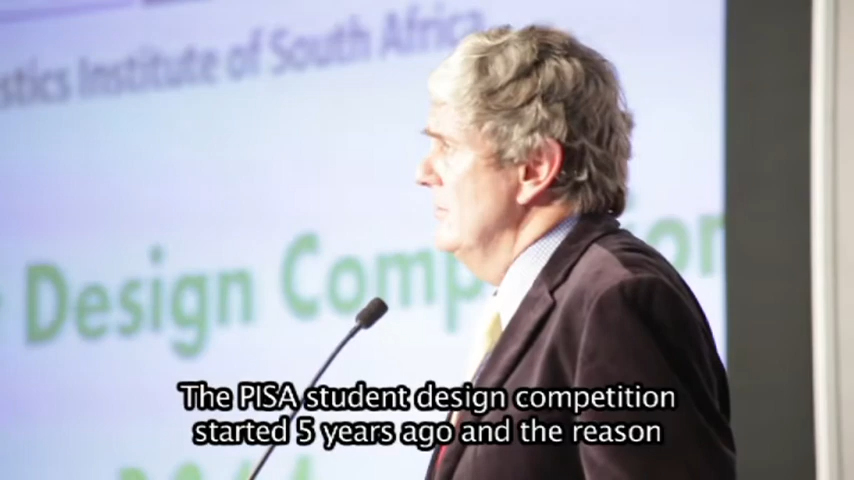 stics Institute of South Africa
Design Comp
The PISA student design competition
started 5 years ago and the reason